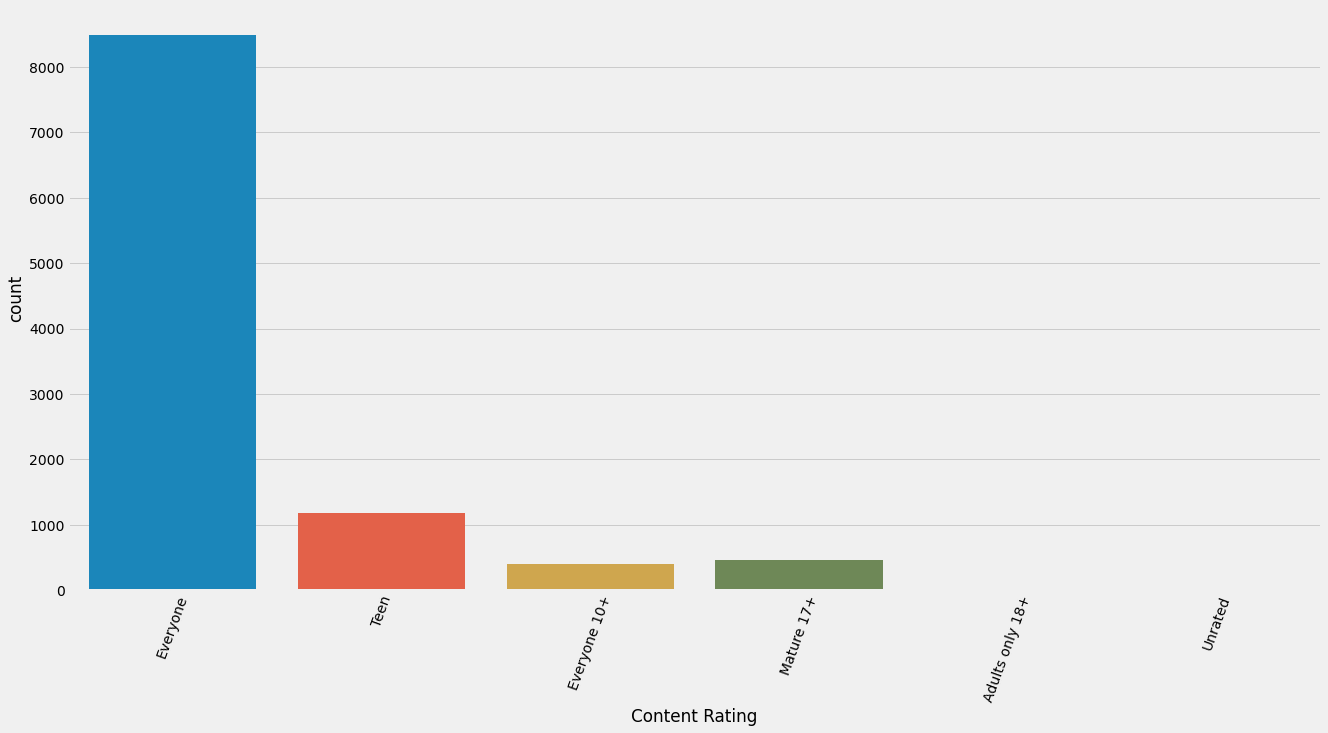 8000
7000
6000
5000
4000
3000
2000
1000
0
count
Everyone
Teen
Everyone 10+
Mature 17+
Adults only 18+
Unrated
Content Rating